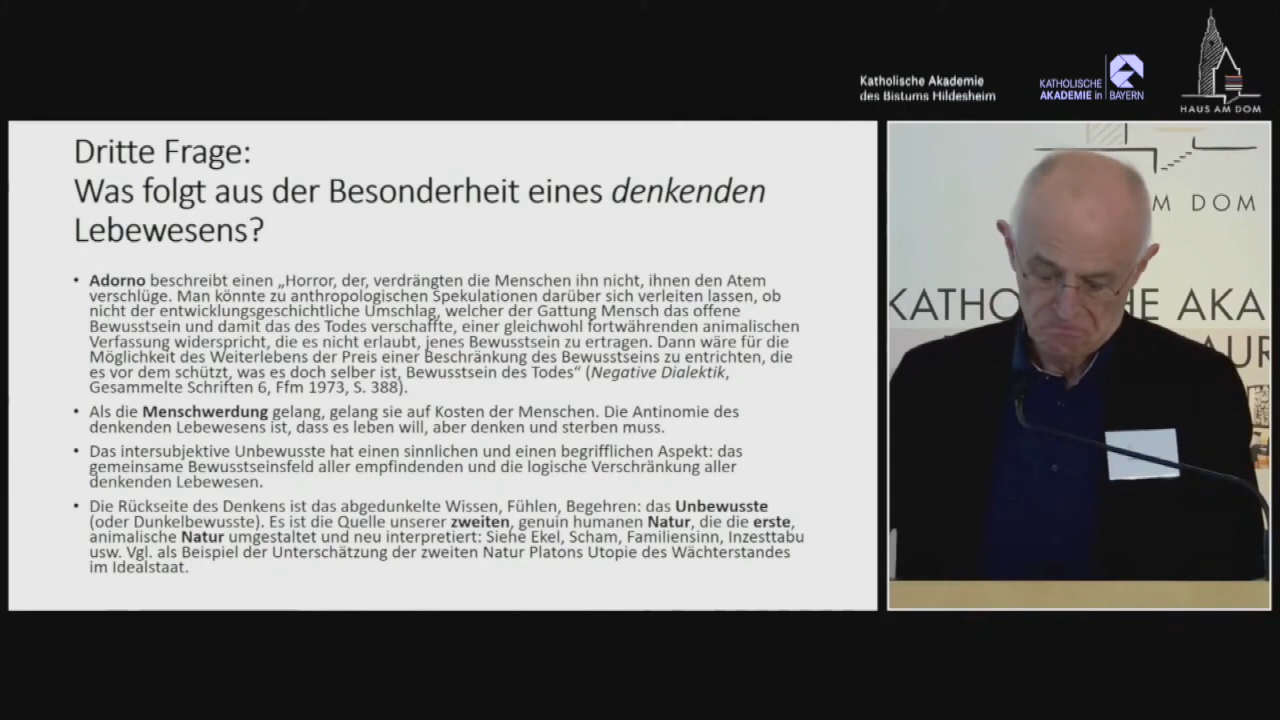 Katholische Akademie
des Bistums Hildesheim
KATHOLISCHE
AKADEMIE in BAYERN
HAUS AM DOM
Dritte Frage:
Was folgt aus der Besonderheit eines denkenden
Lebewesens?
• Adorno beschreibt einen „Horror, der, verdrängten die Menschen ihn nicht, ihnen den Atem
verschlüge. Man könnte zu anthropologischen Spekulationen darüber sich verleiten lassen, ob
nicht der entwicklungsgeschichtliche Umschlag, welcher der Gattung Mensch das offene
Bewusstsein und damit das des Todes verschaffte, einer gleichwohl fortwährenden animalischen
Verfassung widerspricht, die es nicht erlaubt, jenes Bewusstsein zu ertragen. Dann wäre für die
Möglichkeit des Weiterlebens der Preis einer Beschränkung des Bewusstseins zu entrichten, die
es vor dem schützt, was es doch selber ist, Bewusstsein des Todes“ (Negative Dialektik,
Gesammelte Schriften 6, Ffm 1973, S. 388).
• Als die Menschwerdung gelang, gelang sie auf Kosten der Menschen. Die Antinomie des
denkenden Lebewesens ist, dass es leben will, aber denken und sterben muss.
• Das intersubjektive Unbewusste hat einen sinnlichen und einen begrifflichen Aspekt: das
gemeinsame Bewusstseinsfeld aller empfindenden und die logische Verschränkung aller
denkenden Lebewesen.
• Die Rückseite des Denkens ist das abgedunkelte Wissen, Fühlen, Begehren: das Unbewusste
(oder Dunkelbewusste). Es ist die Quelle unserer zweiten, genuin humanen Natur, die die erste,
animalische Natur umgestaltet und neu interpretiert: Siehe Ekel, Scham, Familiensinn, Inzesttabu
usw. Vgl. als Beispiel der Unterschätzung der zweiten Natur Platons Utopie des Wächterstandes
im Idealstaat.
M DOM
KATHO CHE AKA